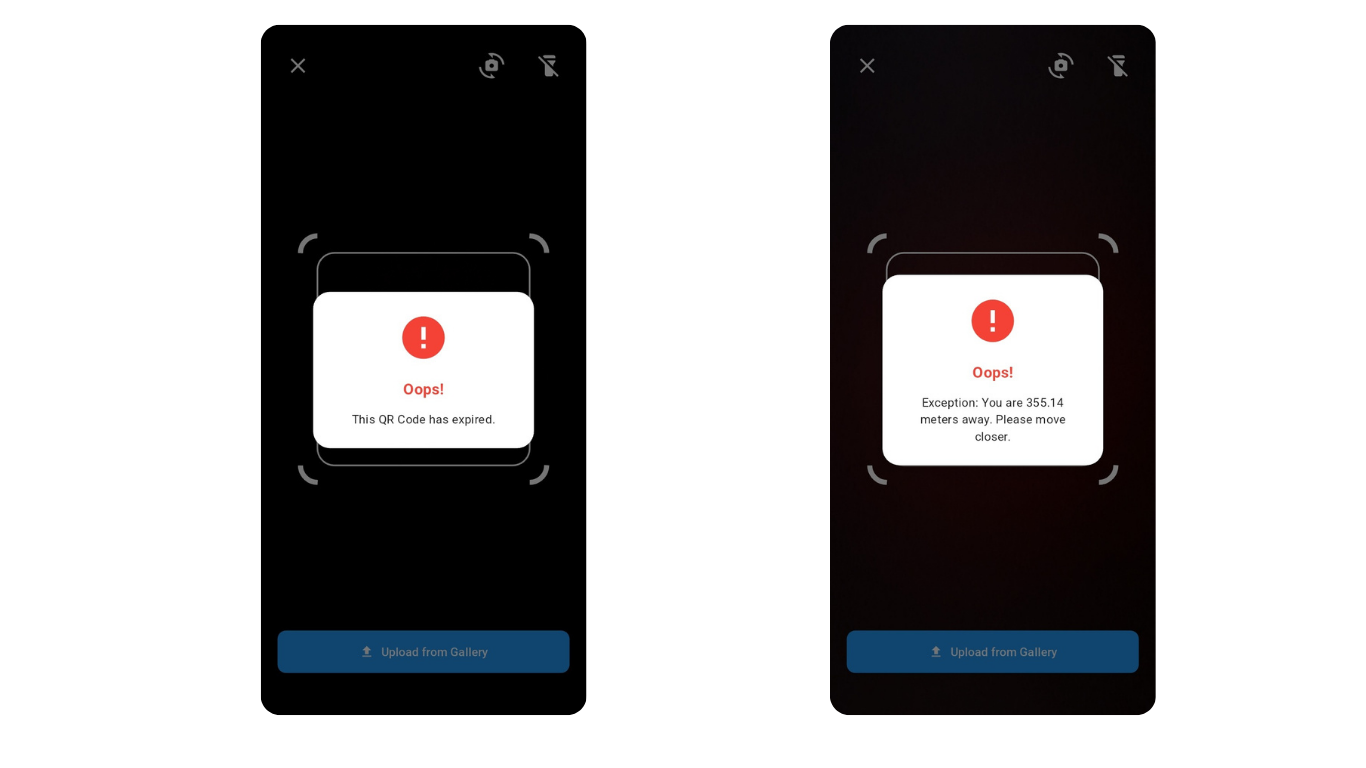 Oops!
This QR Code has expired.
Upload from Gallery
Oops!
Exception: You are 355.14
meters away. Please move
closer.
Upload from Gallery